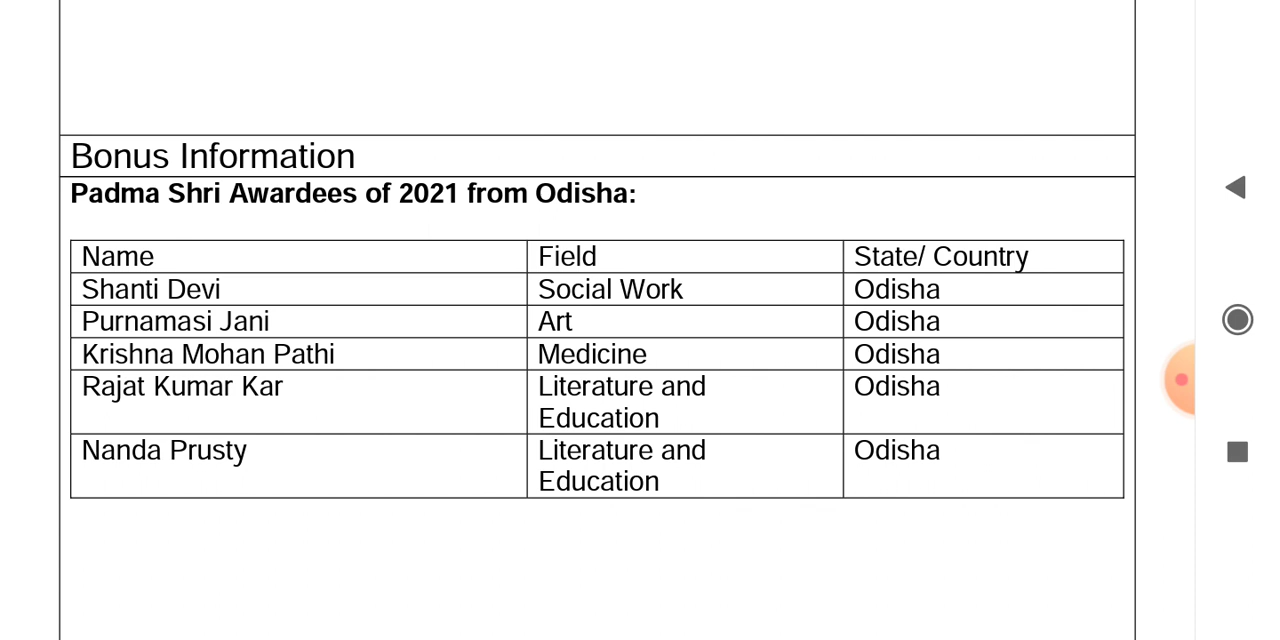 Bonus Information
Padma Shri Awardees of 2021 from Odisha:
Name Field State/ Country
Shanti Devi Social Work Odisha
Purnamasi Jani Art Odisha
Krishna Mohan Pathi Medicine Odisha
Rajat Kumar Kar Literature and Odisha
Education
Nanda Prusty Literature and Odisha
Education